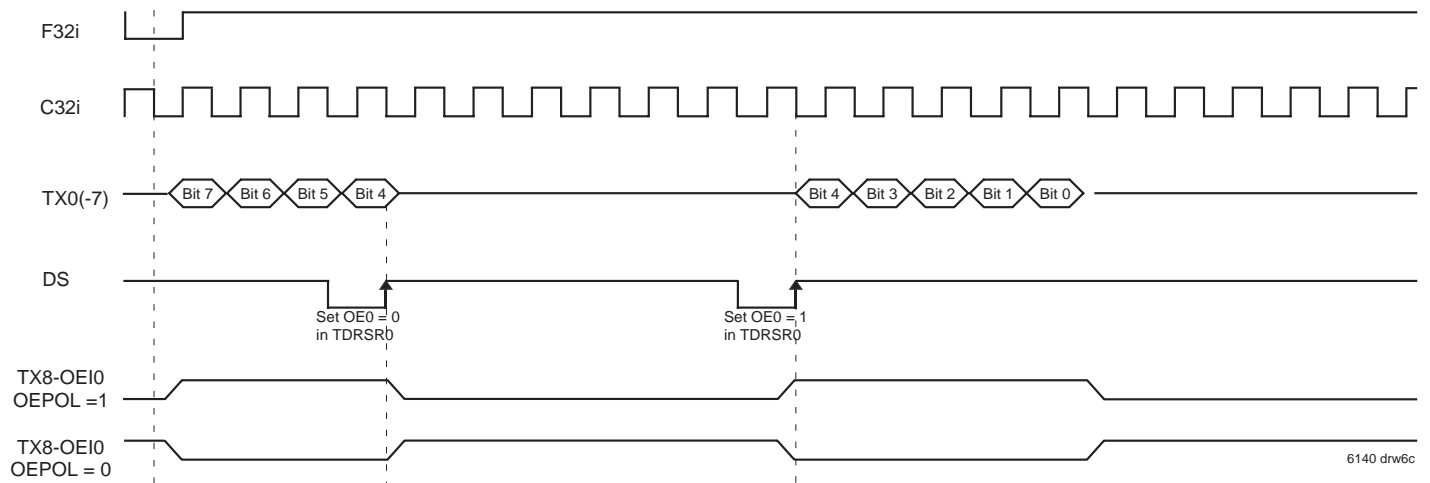 F32i
C32i
TX0(-7)
Bit 7 Bit 6 Bit 5 Bit 4 Bit 4 Bit 3 Bit 2 Bit 1 Bit 0
DS
Set OE0 = 0
in TDRSR0
Set OE0 = 1
in TDRSR0
TX8-OEI0
OEPOL =1
TX8-OEI0
OEPOL = 0
6140 drw6c